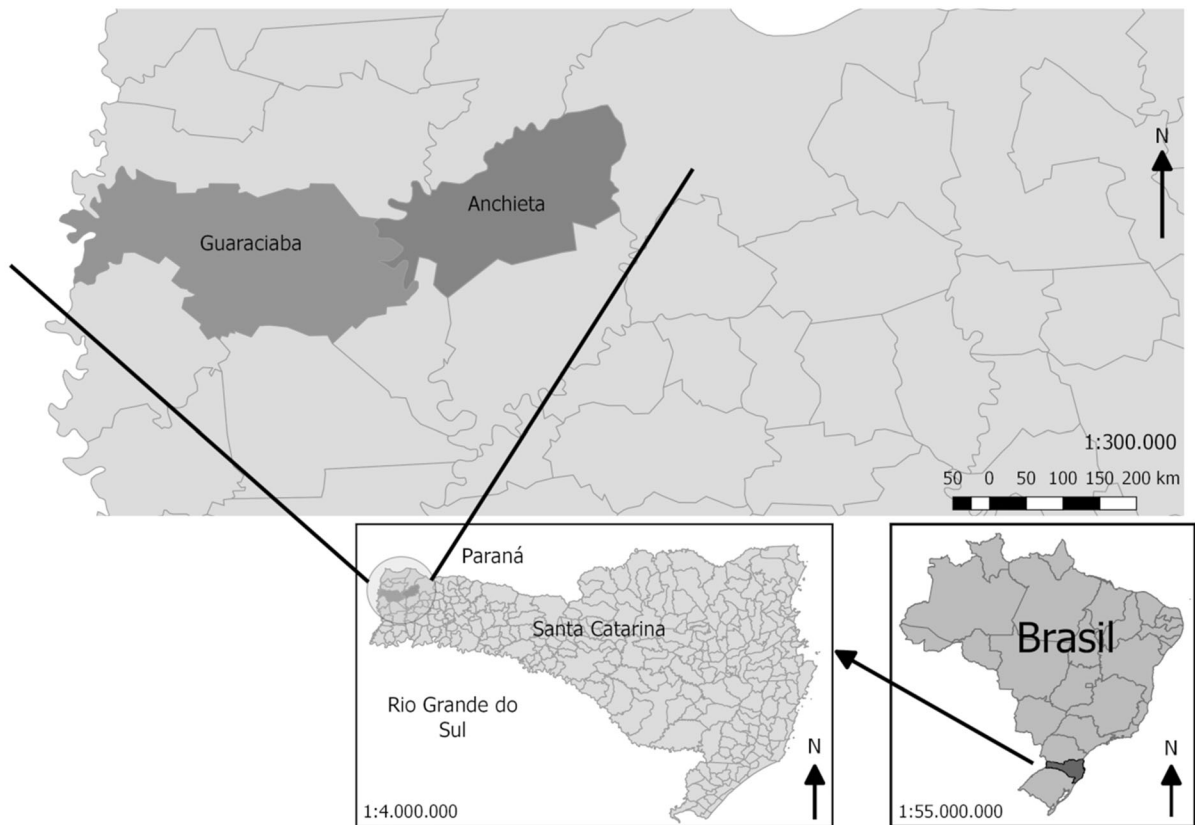 N
Anchieta
Guaraciaba
1:300.000
50 0 50 100 150 200 km
Paraná
Santa Catarina
Rio Grande do
Sul
N
1:4.000.000
Brasil
N
1:55.000.000